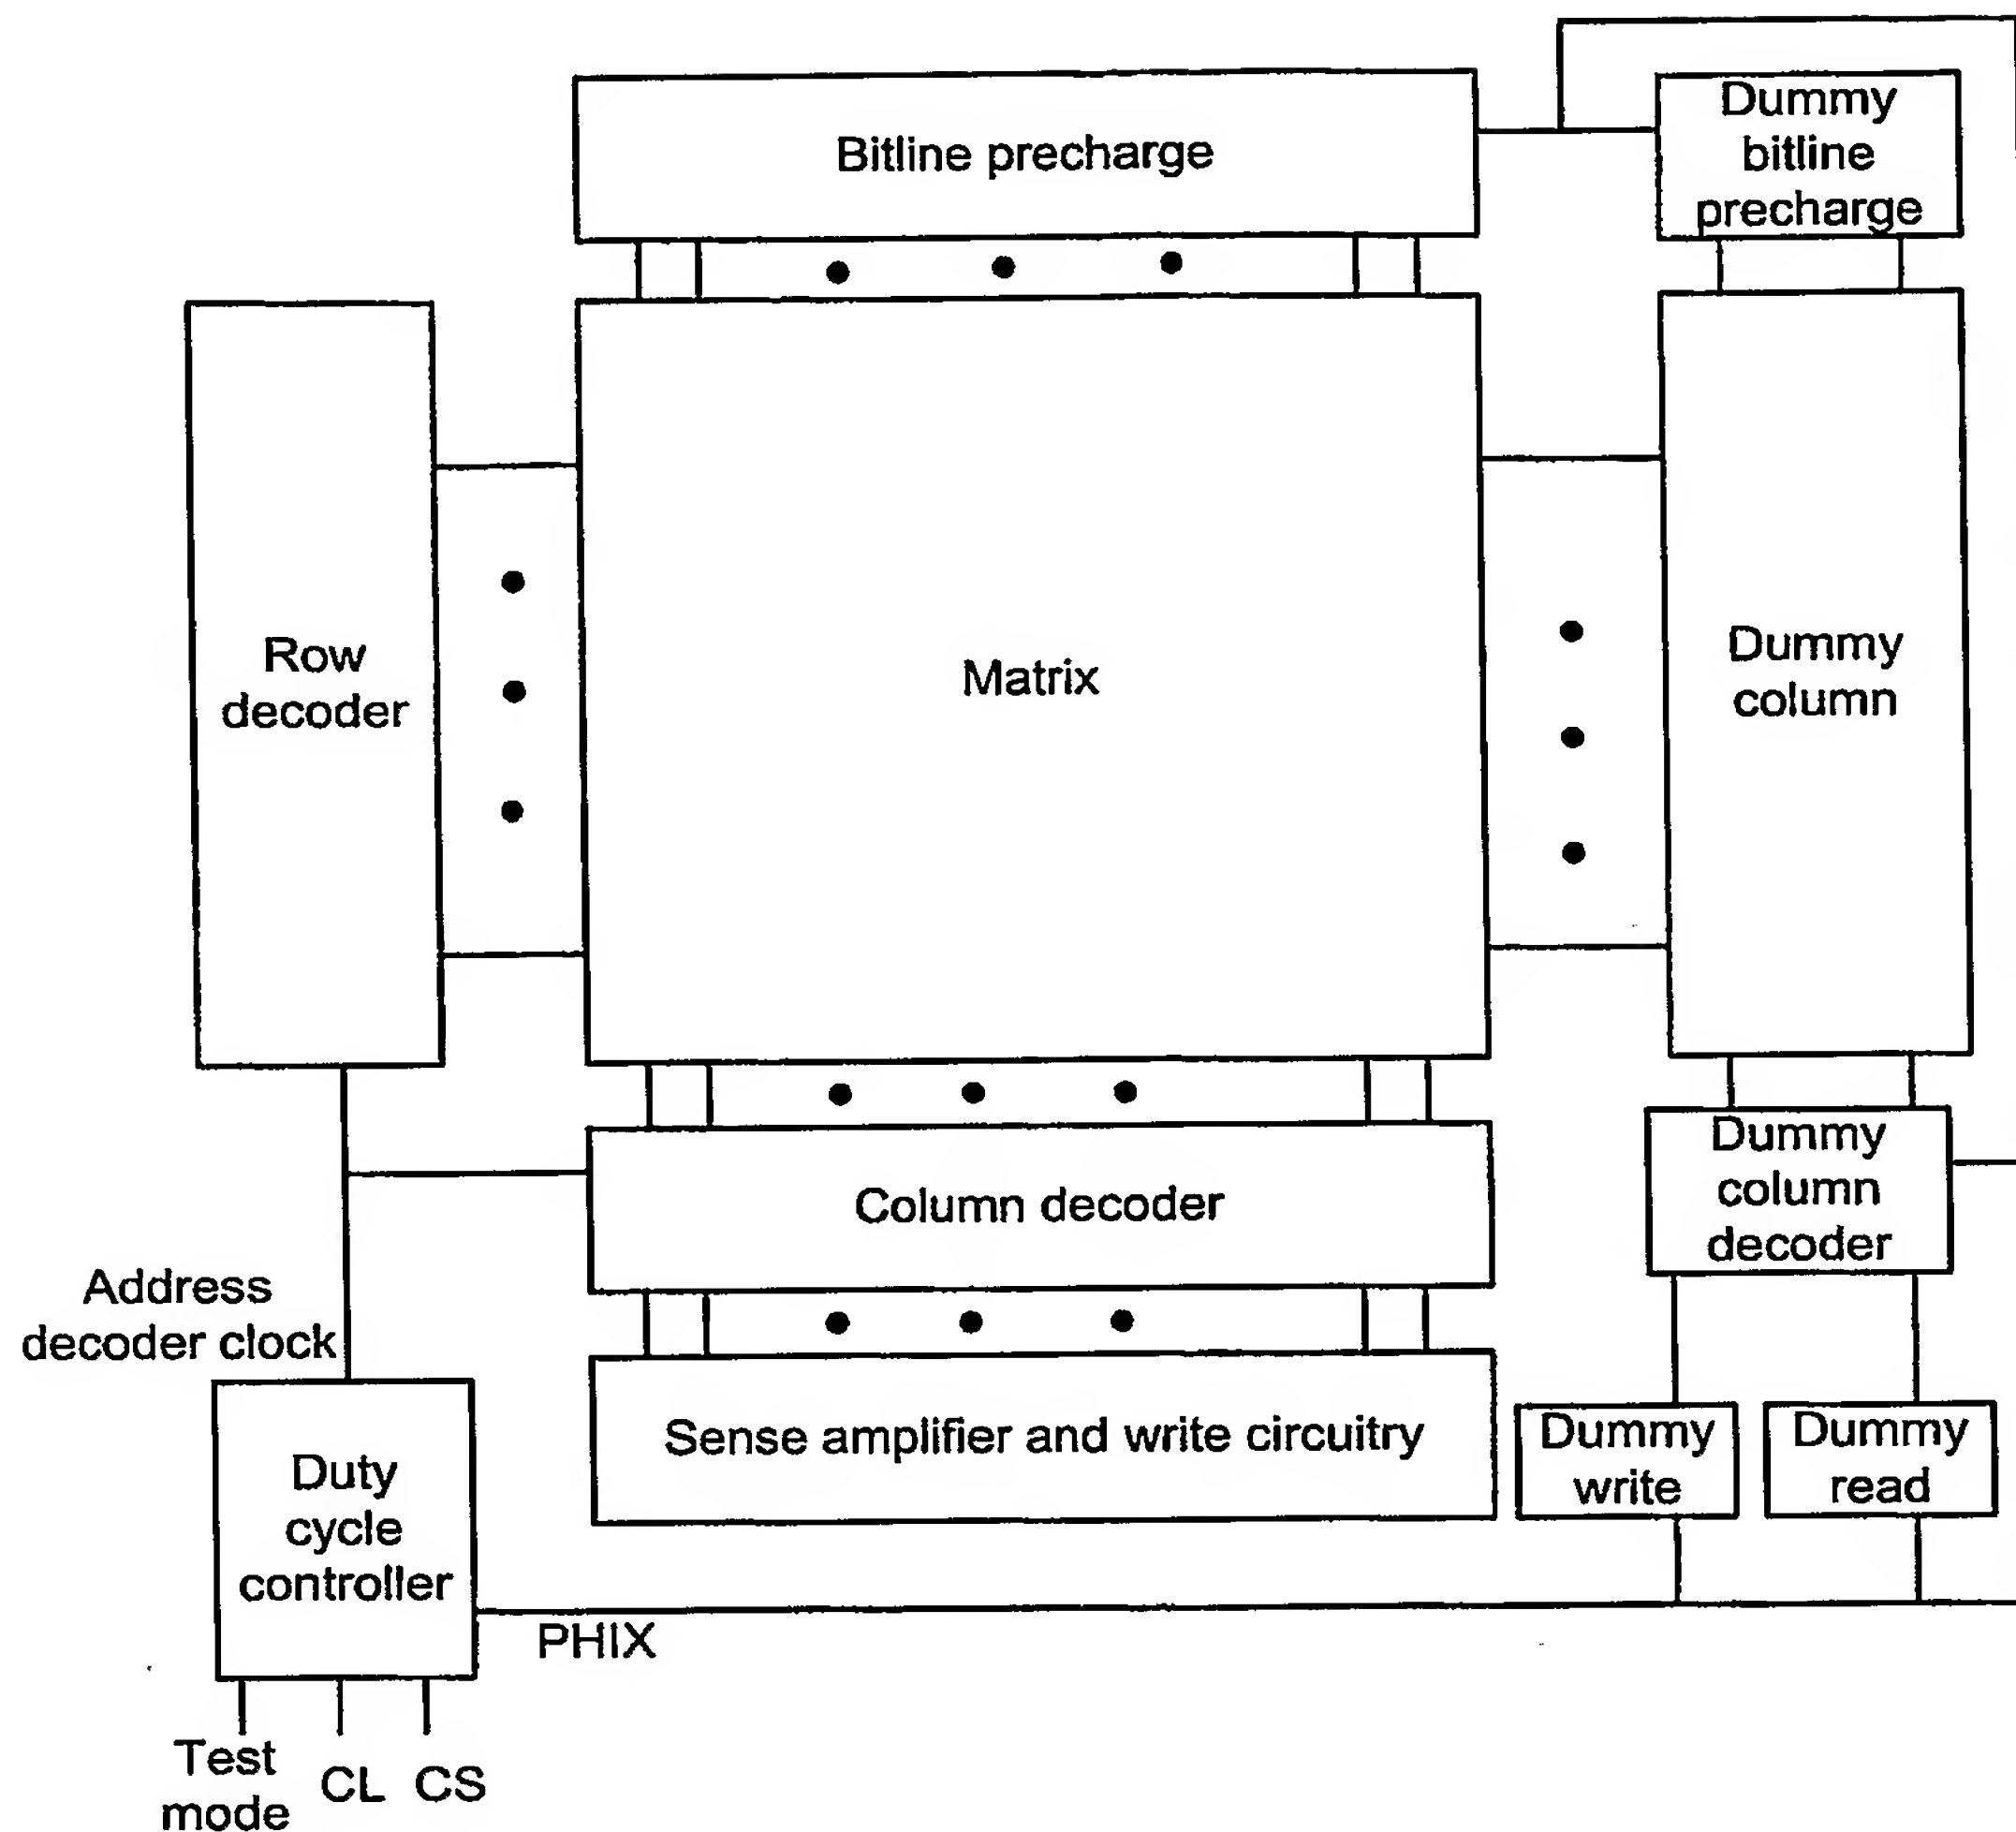 Bitline precharge
Dummy
bitline
precharge
Row
decoder
Matrix
Dummy
column
Column decoder
Dummy
column
decoder
Address
decoder clock
Sense amplifier and write circuitry
Dummy
write
Dummy
read
Duty
cycle
controller
PHIX
Test
mode
CL
CS